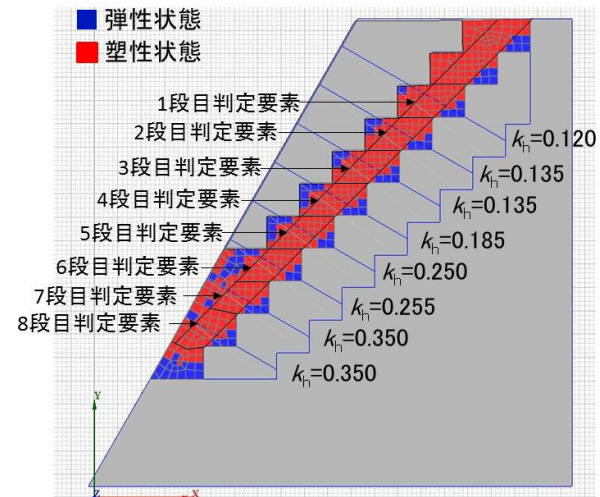 弾性状態
塑性状態
1段目判定要素
2段目判定要素
3段目判定要素
4段目判定要素
5段目判定要素
6段目判定要素
7段目判定要素
8段目判定要素
kh=0.120
kh=0.135
kh=0.135
kh=0.185
kh=0.250
kh=0.255
kh=0.350
kh=0.350
Y
Z
X